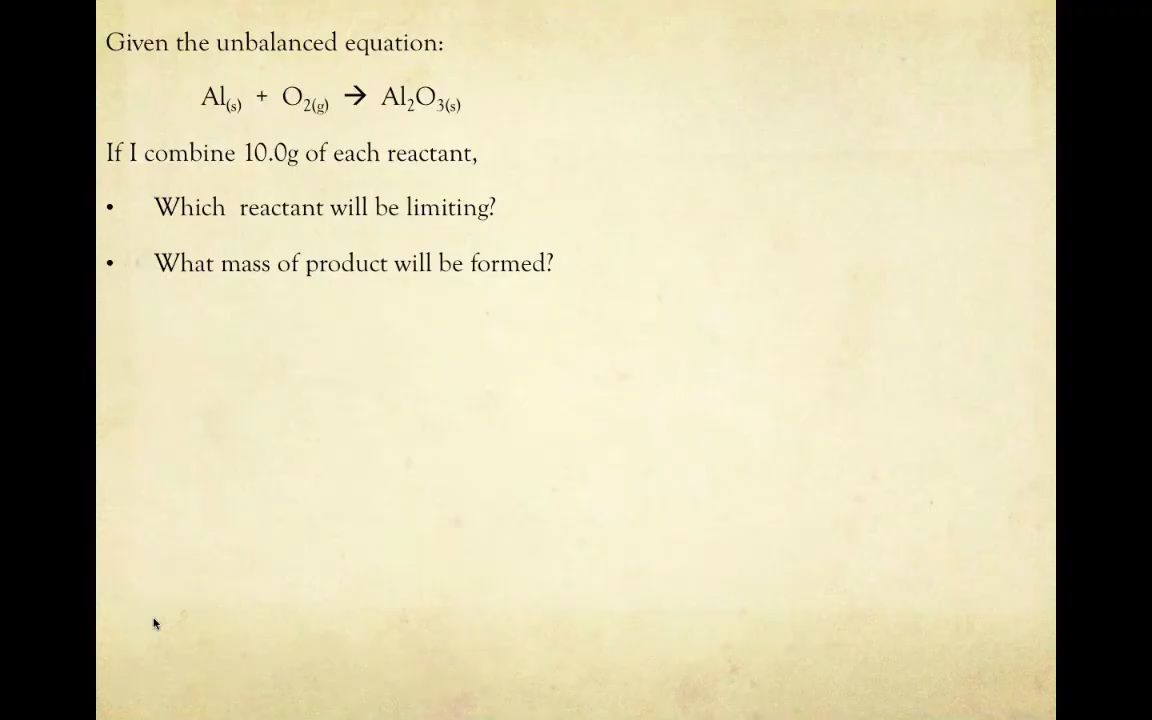 Given the unbalanced equation:
Al(s) + O2(g) → Al2O3(s)
If I combine 10.0g of each reactant,
• Which reactant will be limiting?
• What mass of product will be formed?